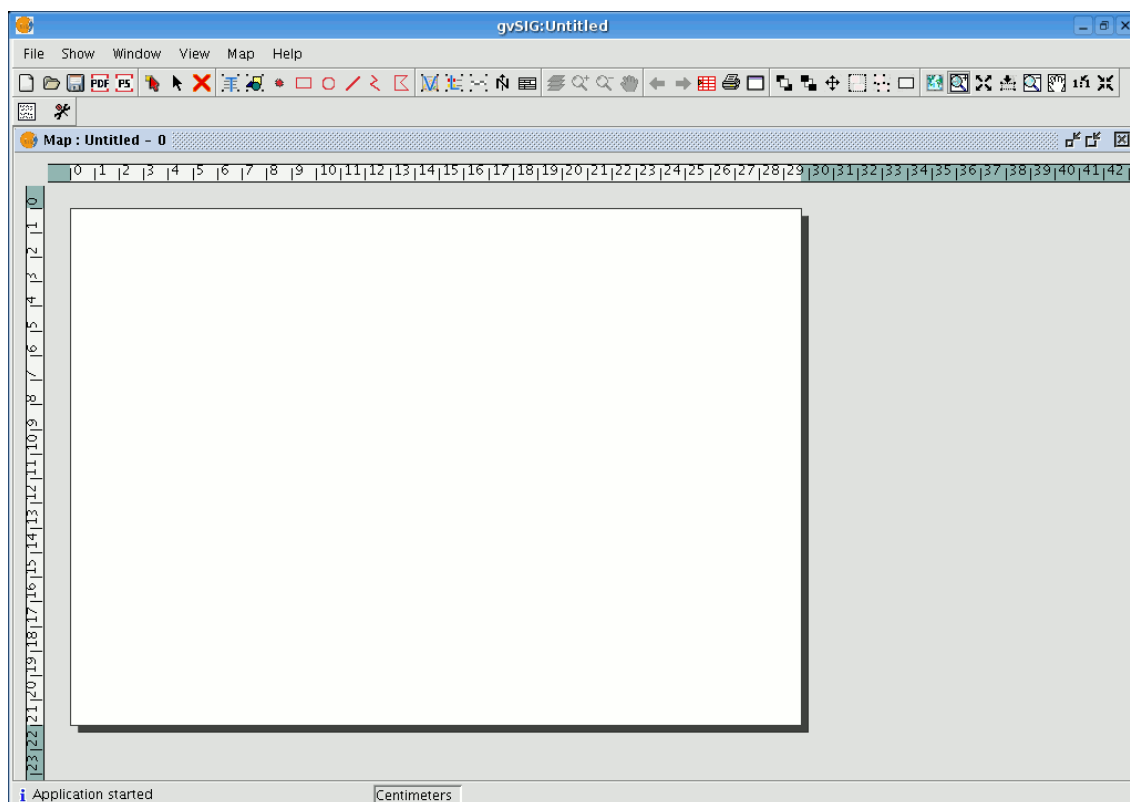 gvSIG:Untitled
File Show Window View Map Help
PDF PS N 1:1
Map : Untitled - 0
0 1 2 3 4 5 6 7 8 9 10 11 12 13 14 15 16 17 18 19 20 21 22 23 24 25 26 27 28 29 30 31 32 33 34 35 36 37 38 39 40 41 42
0 1 2 3 4 5 6 7 8 9 10 11 12 13 14 15 16 17 18 19 20 21 22 23
i Application started Centimeters